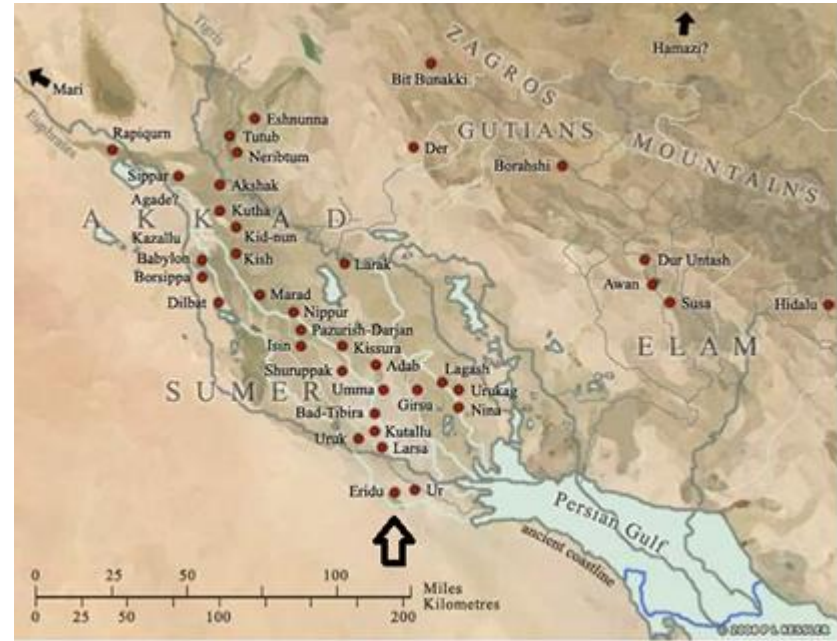 Tigris
ZAGROS
Hamazi?
Bit Bunakki
Mari
Euphrates
Eshnunna
Rapiqum
Tutub
GUTIANS
Neribtum
Der
MOUNTAINS
Borahshi
Sippar
Akshak
Agade?
Kutha
AKKAD
Kid-nun
Kazallu
Babylon
Kish
Larak
Dur Untash
Borsippa
Awan
Marad
Dilbat
Susa
Hidalu
Nippur
Pazurish-Darjan
Isin
Kissura
ELAM
Adab
Shuruppak
Lagash
SUMER
Umma
Girsu
Urukag
Bad-Tibira
Nina
Kutallu
Uruk
Larsa
Eridu
Ur
Persian Gulf
ancient coastline
0 25 50 100
Miles
Kilometres
0 25 50 100 200
© 2008 P L KESSLER